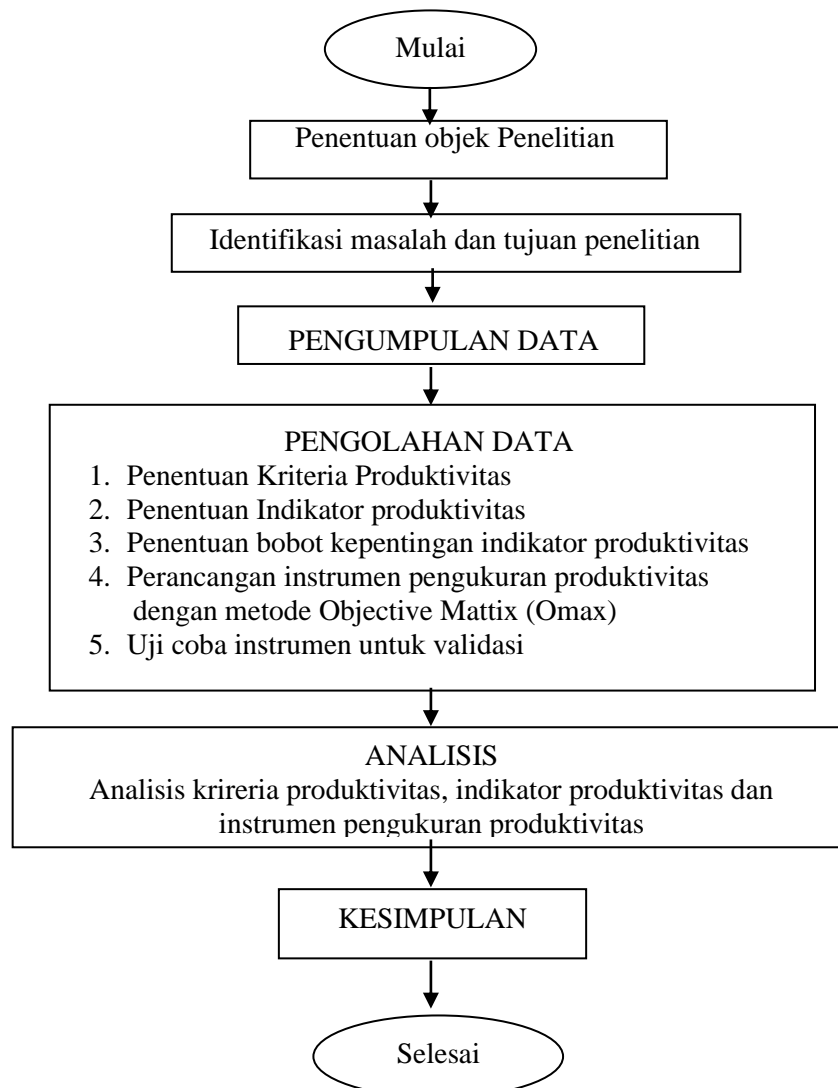 Mulai
Penentuan objek Penelitian
Identifikasi masalah dan tujuan penelitian
PENGUMPULAN DATA
PENGOLAHAN DATA
1. Penentuan Kriteria Produktivitas
2. Penentuan Indikator produktivitas
3. Penentuan bobot kepentingan indikator produktivitas
4. Perancangan instrumen pengukuran produktivitas
dengan metode Objective Mattix (Omax)
5. Uji coba instrumen untuk validasi
ANALISIS
Analisis krireria produktivitas, indikator produktivitas dan
instrumen pengukuran produktivitas
KESIMPULAN
Selesai